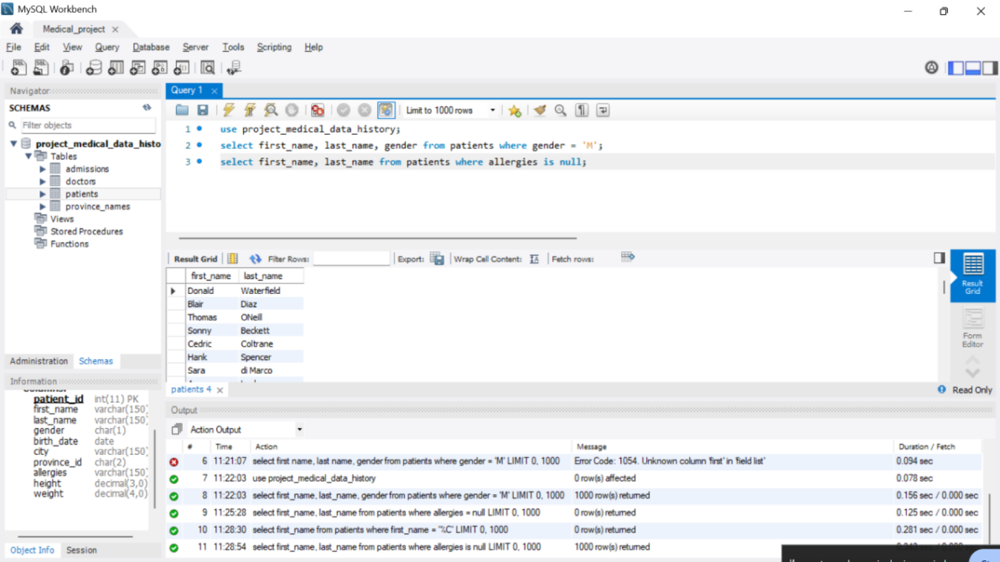 MySQL Workbench
Medical_project
File Edit View Query Database Server Tools Scripting Help
Navigator
SCHEMAS
Filter objects
project_medical_data_histo
Tables
admissions
doctors
patients
province_names
Views
Stored Procedures
Functions
Administration Schemas
Information
patient_id int(11) PK
first_name varchar(150)
last_name varchar(150)
gender char(1)
birth_date date
city varchar(150)
province_id char(2)
allergies varchar(150)
height decimal(3,0)
weight decimal(4,0)
Object Info Session
Query 1
Limit to 1000 rows
1 use project_medical_data_history;
2 select first_name, last_name, gender from patients where gender = 'M';
3 select first_name, last_name from patients where allergies is null;
Result Grid Filter Rows: Export: Wrap Cell Content: Fetch rows:
first_name last_name
Donald Waterfield
Blair Diaz
Thomas ONeill
Sonny Beckett
Cedric Coltrane
Hank Spencer
Sara di Marco
Result
Grid
Form
Editor
patients 4
Read Only
Output
Action Output
# Time Action Message Duration / Fetch
6 11:21:07 select first name, last name, gender from patients where gender = 'M' LIMIT 0, 1000 Error Code: 1054. Unknown column 'first' in 'field list' 0.094 sec
7 11:22:03 use project_medical_data_history 0 row(s) affected 0.078 sec
8 11:22:03 select first_name, last_name, gender from patients where gender = 'M' LIMIT 0, 1000 1000 row(s) returned 0.156 sec / 0.000 sec
9 11:25:28 select first_name, last_name from patients where allergies = null LIMIT 0, 1000 0 row(s) returned 0.125 sec / 0.000 sec
10 11:28:30 select first_name from patients where first_name = '%C' LIMIT 0, 1000 0 row(s) returned 0.281 sec / 0.000 sec
11 11:28:54 select first_name, last_name from patients where allergies is null LIMIT 0, 1000 1000 row(s) returned